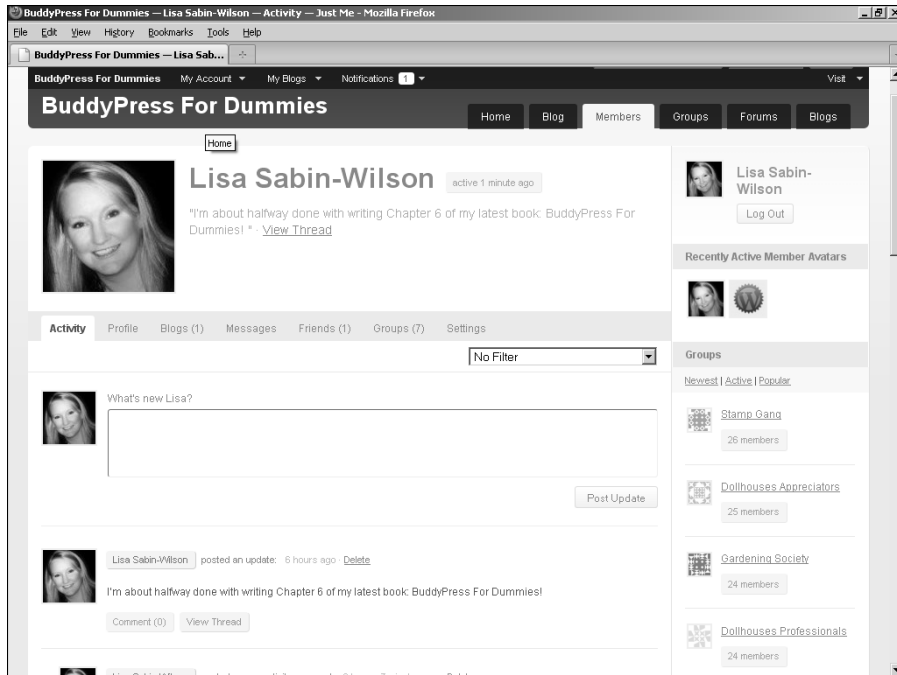 BuddyPress For Dummies — Lisa Sabin-Wilson — Activity — Just Me - Mozilla Firefox
File Edit View History Bookmarks Tools Help
BuddyPress For Dummies — Lisa Sab...
BuddyPress For Dummies My Account My Blogs Notifications 1 Visit
BuddyPress For Dummies
Home Blog Members Groups Forums Blogs
Home
Lisa Sabin-Wilson active 1 minute ago
"I'm about halfway done with writing Chapter 6 of my latest book: BuddyPress For
Dummies! " · View Thread
Lisa Sabin-
Wilson
Log Out
Recently Active Member Avatars
Activity Profile Blogs (1) Messages Friends (1) Groups (7) Settings
No Filter
What's new Lisa?
Post Update
Lisa Sabin-Wilson posted an update: 6 hours ago · Delete
I'm about halfway done with writing Chapter 6 of my latest book: BuddyPress For Dummies!
Comment (0) View Thread
Groups
Newest | Active | Popular
Stamp Gang
26 members
Dollhouses Appreciators
25 members
Gardening Society
24 members
Dollhouses Professionals
24 members